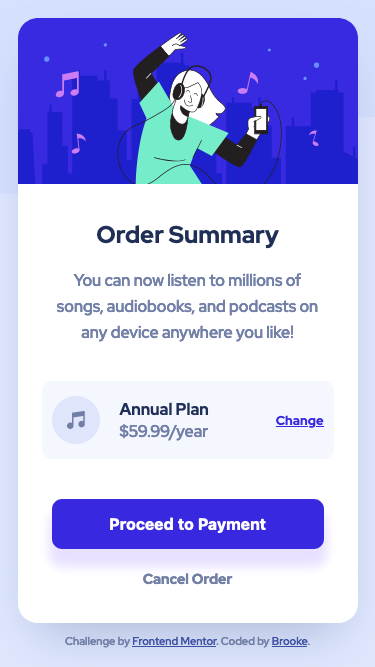 Order Summary
You can now listen to millions of
songs, audiobooks, and podcasts on
any device anywhere you like!
Annual Plan
$59.99/year
Change
Proceed to Payment
Cancel Order
Challenge by Frontend Mentor. Coded by Brooke.